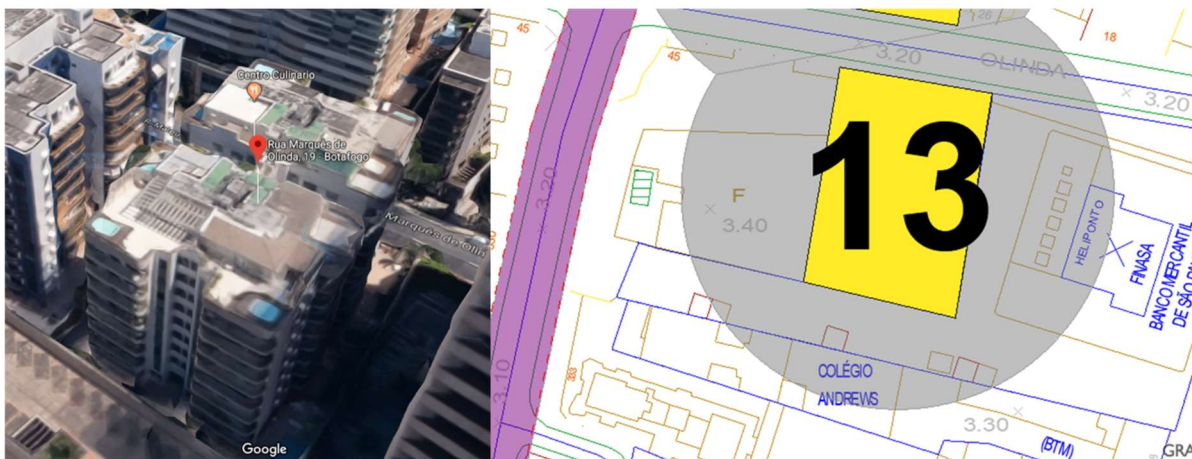 Centro Culinario
Rua Marquês de
Olinda, 19 - Botafogo
Marquês de Olin
Google
45
45
26
18
3.20
OLINDA
3.20
3.20
13
F
3.40
HELIPONTO
FINASA
BANCO MERCANTIL
DE SÃO PA
3.10
COLÉGIO
ANDREWS
3.30
(BTM)
GRA